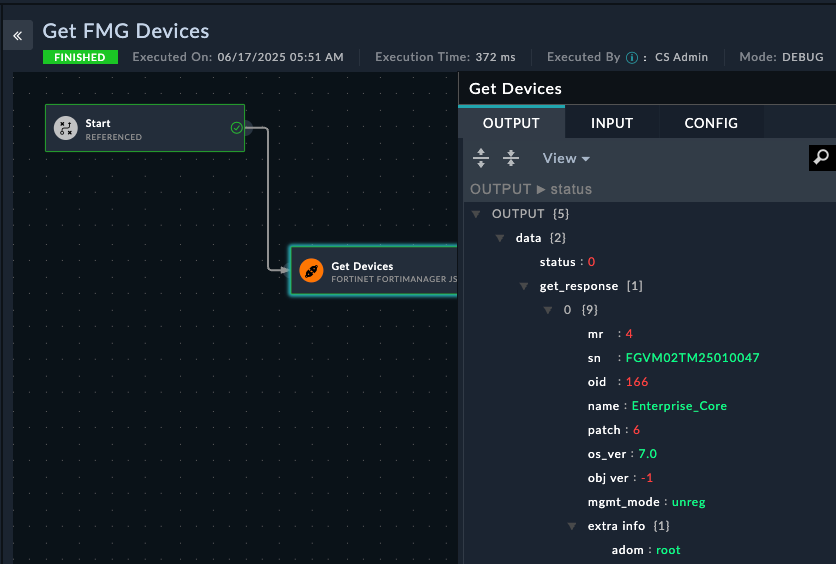 «
Get FMG Devices
FINISHED Executed On: 06/17/2025 05:51 AM Execution Time: 372 ms Executed By ⓘ : CS Admin Mode: DEBUG
Start
REFERENCED
Get Devices
FORTINET FORTIMANAGER JS
Get Devices
OUTPUT INPUT CONFIG
View
OUTPUT ▶ status
OUTPUT {5}
data {2}
status : 0
get_response [1]
0 {9}
mr : 4
sn : FGVM02TM25010047
oid : 166
name : Enterprise_Core
patch : 6
os_ver : 7.0
obj ver : -1
mgmt_mode : unreg
extra info {1}
adom : root